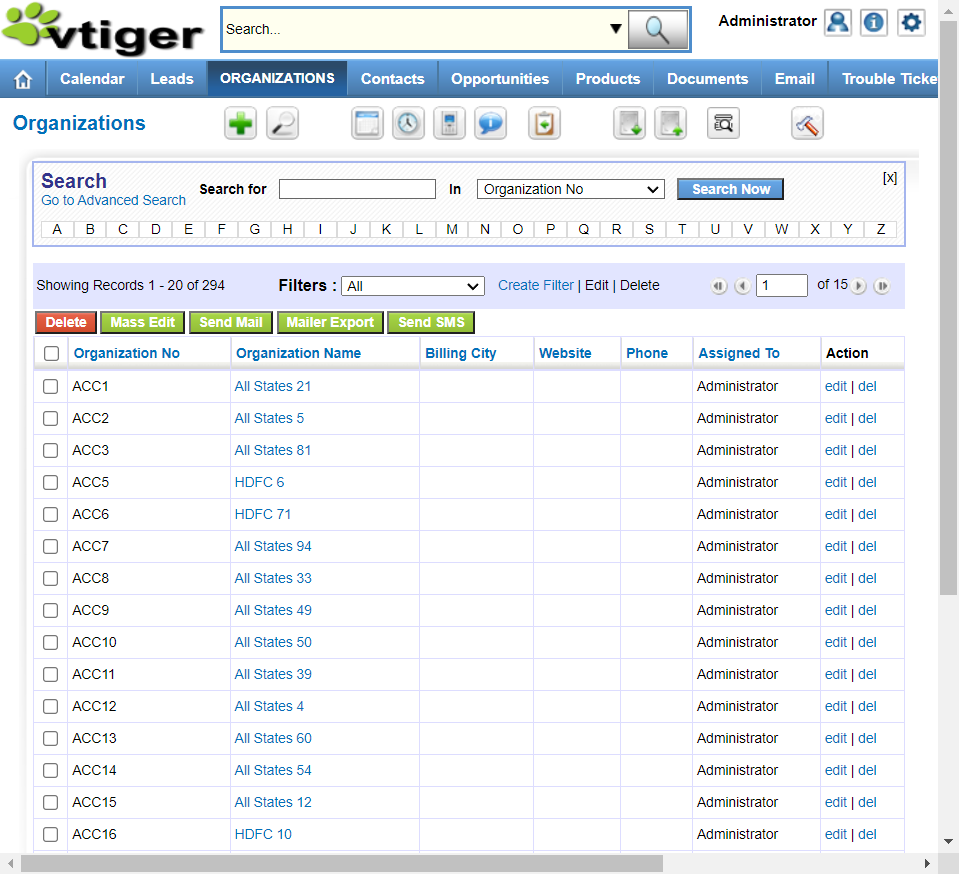 vtiger
Search...
Administrator
Calendar Leads ORGANIZATIONS Contacts Opportunities Products Documents Email Trouble Ticke
Organizations
Search
Go to Advanced Search
Search for In Organization No Search Now [x]
A B C D E F G H I J K L M N O P Q R S T U V W X Y Z
Showing Records 1 - 20 of 294 Filters : All Create Filter | Edit | Delete 1 of 15
Delete Mass Edit Send Mail Mailer Export Send SMS
Organization No Organization Name Billing City Website Phone Assigned To Action
ACC1 All States 21 Administrator edit | del
ACC2 All States 5 Administrator edit | del
ACC3 All States 81 Administrator edit | del
ACC5 HDFC 6 Administrator edit | del
ACC6 HDFC 71 Administrator edit | del
ACC7 All States 94 Administrator edit | del
ACC8 All States 33 Administrator edit | del
ACC9 All States 49 Administrator edit | del
ACC10 All States 50 Administrator edit | del
ACC11 All States 39 Administrator edit | del
ACC12 All States 4 Administrator edit | del
ACC13 All States 60 Administrator edit | del
ACC14 All States 54 Administrator edit | del
ACC15 All States 12 Administrator edit | del
ACC16 HDFC 10 Administrator edit | del